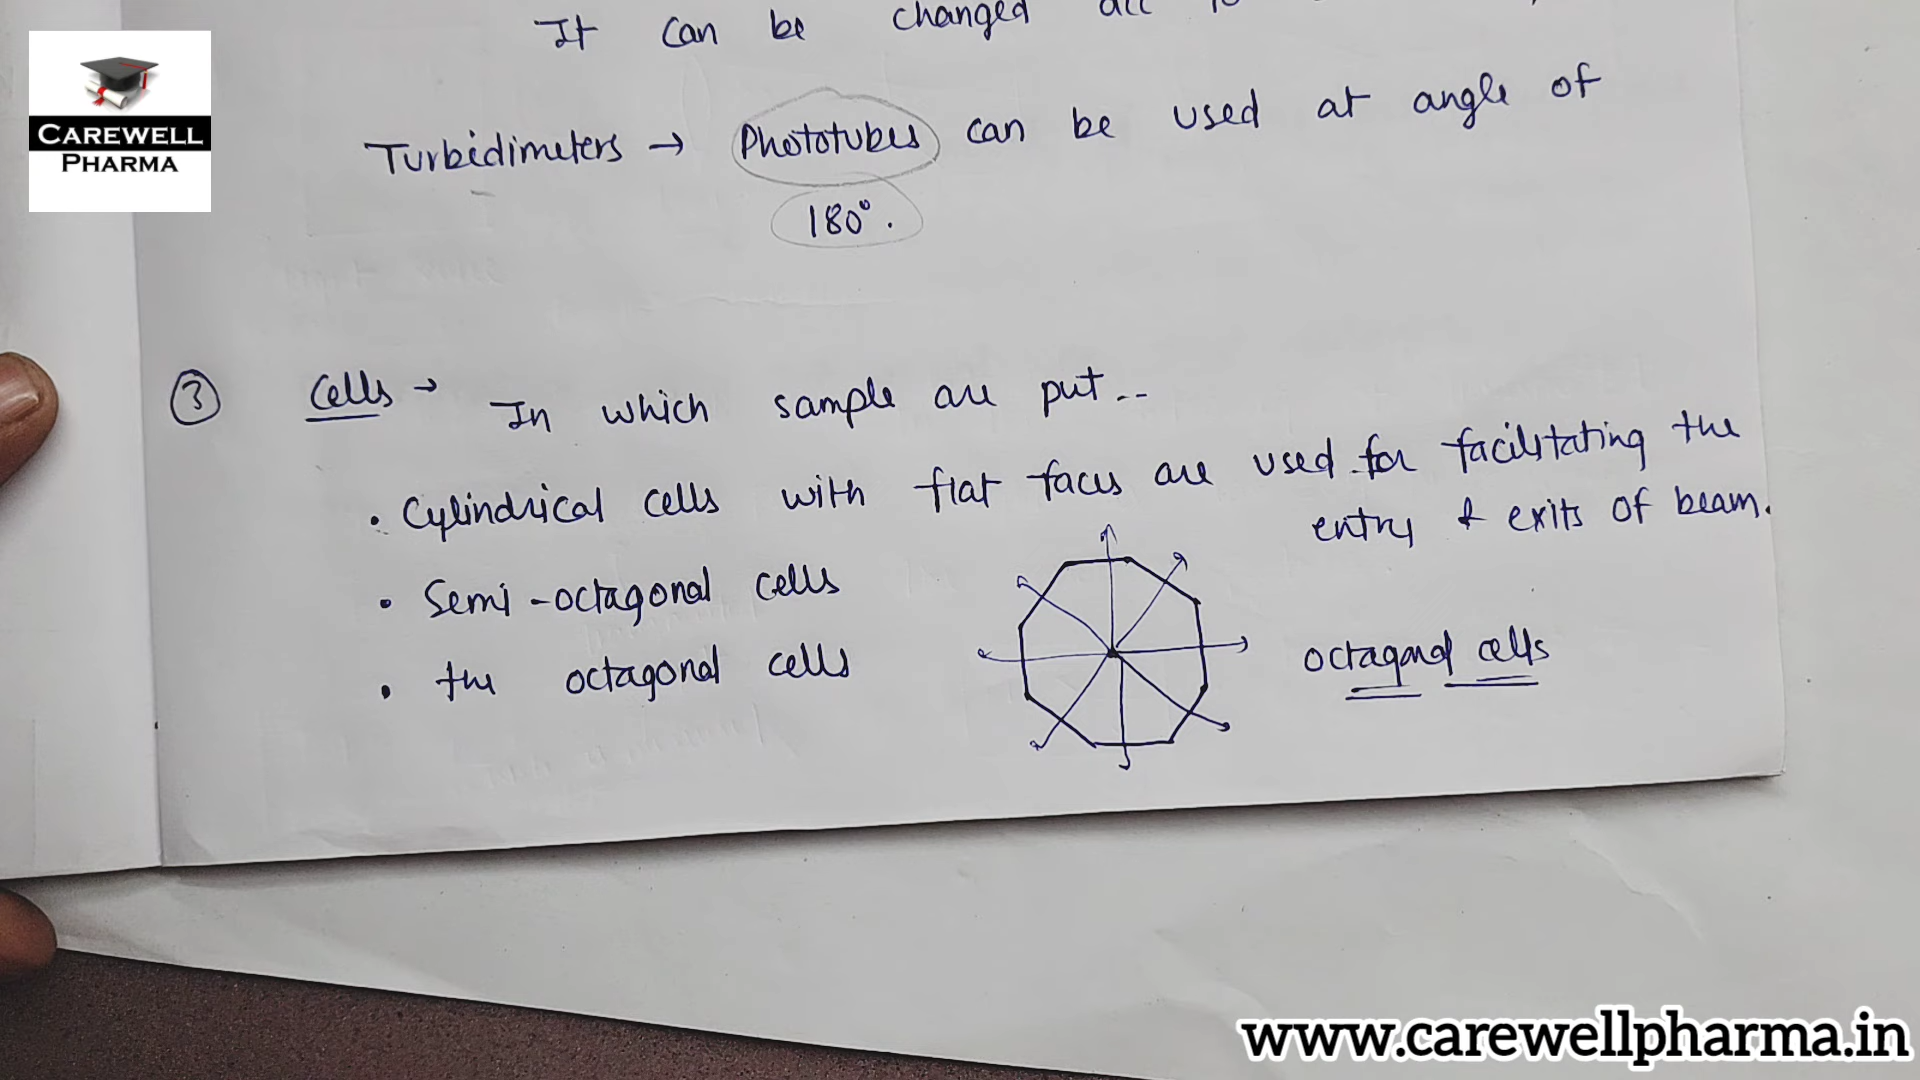 CAREWELL
PHARMA
It can be changed
Turbidimeters → Phototubes can be used at angle of
180°.
③ Cells → In which sample are put..
• Cylindrical cells with flat faces are used for facilitating the
entry & exits of beam.
• Semi-octagonal cells
• the octagonal cells
octagonal cells
www.carewellpharma.in